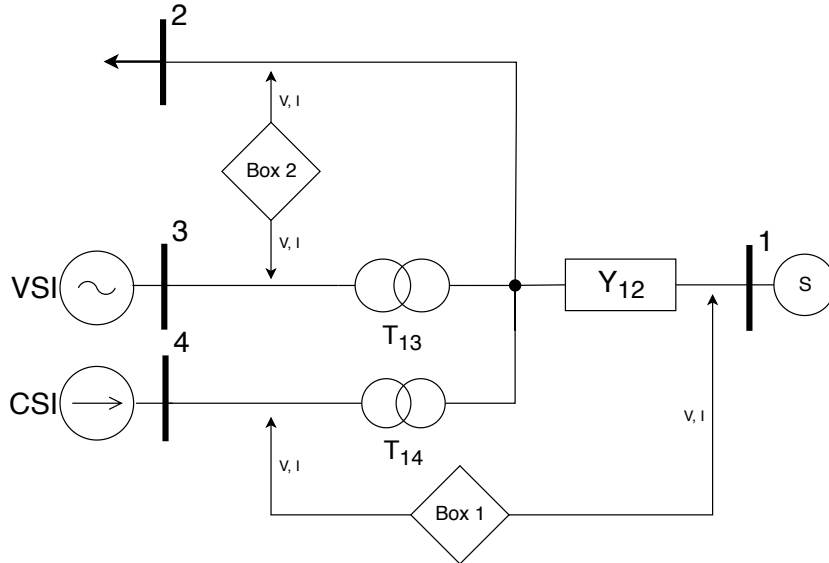 2
V, I
Box 2
V, I
3
VSI
T13
Y12
1
S
4
CSI
T14
V, I
V, I
Box 1